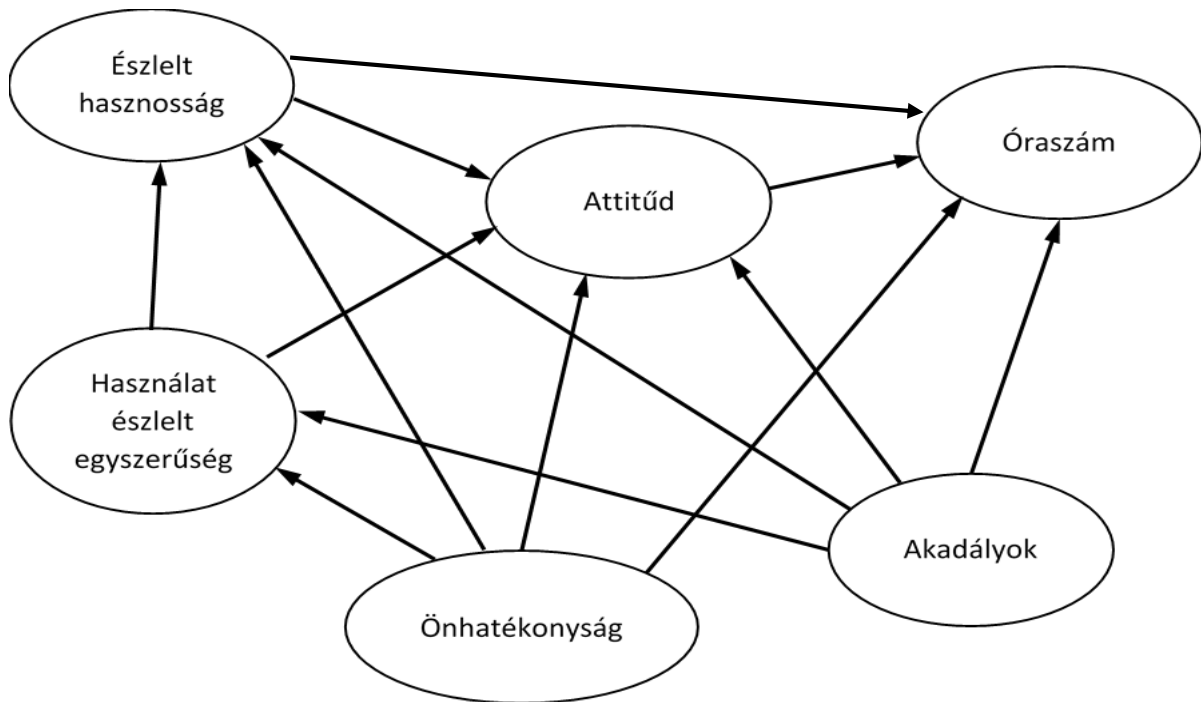 Észlelt
hasznosság
Óraszám
Attitűd
Használat
észlelt
egyszerűség
Akadályok
Önhatékonyság